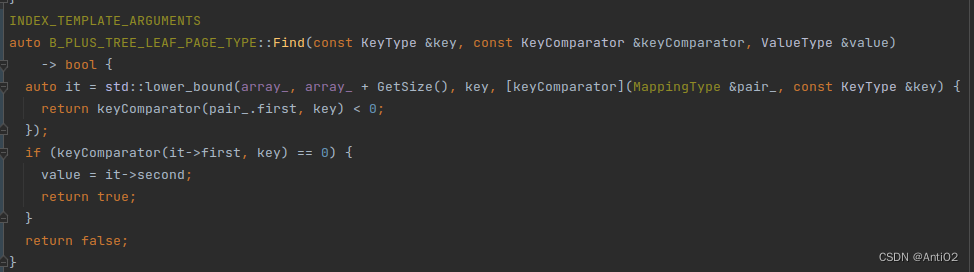 INDEX_TEMPLATE_ARGUMENTS
auto B_PLUS_TREE_LEAF_PAGE_TYPE::Find(const KeyType &key, const KeyComparator &keyComparator, ValueType &value)
    -> bool {
  auto it = std::lower_bound(array_, array_ + GetSize(), key, [keyComparator](MappingType &pair_, const KeyType &key) {
    return keyComparator(pair_.first, key) < 0;
  });
  if (keyComparator(it->first, key) == 0) {
    value = it->second;
    return true;
  }
  return false;
}
CSDN @Anti02